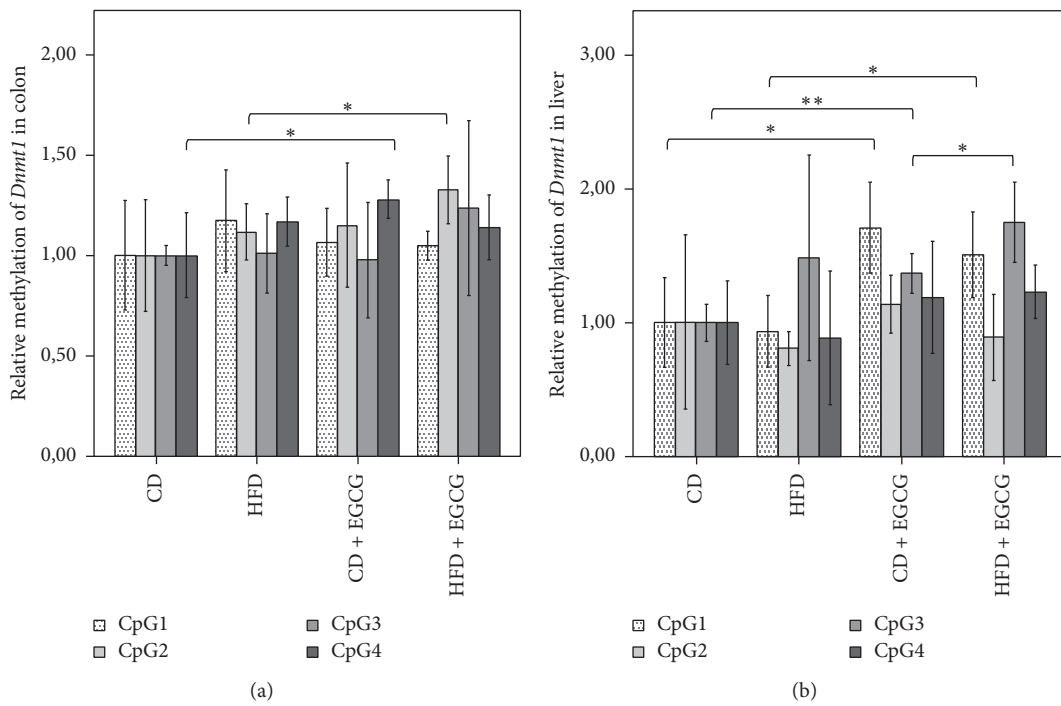 Relative methylation of Dnmt1 in colon
2,00
1,50
1,00
0,50
0,00
*
*
CD
HFD
CD + EGCG
HFD + EGCG
CpG1
CpG2
CpG3
CpG4
(a)
Relative methylation of Dnmt1 in liver
3,00
2,00
1,00
0,00
*
**
*
*
CD
HFD
CD + EGCG
HFD + EGCG
CpG1
CpG2
CpG3
CpG4
(b)